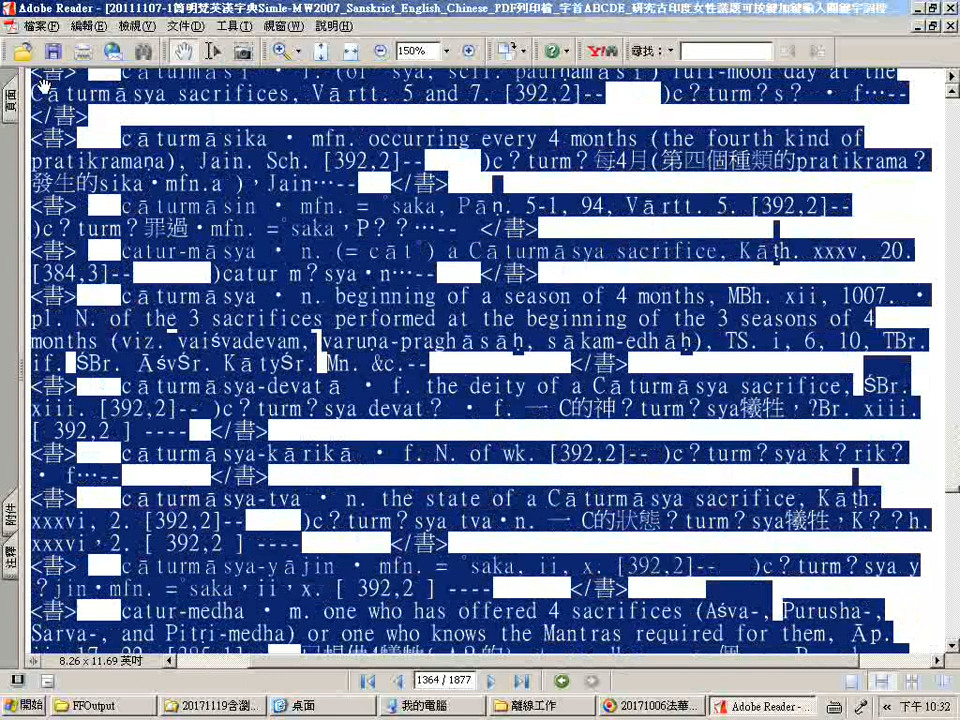 Adobe Reader - [20111107-1簡明梵英漢字典Simle-MW2007_Sanskrict_English_Chinese_PDF列印檔_字首ABCDE_研究古印度女性議題可按鍵加鍵輸入關鍵字詞搜
檔案(F) 編輯(E) 檢視(V) 文件(D) 工具(T) 視窗(W) 說明(H)
150% Y! 尋找：
<書> cāturmāsī • f. (of °sya; scil. paurṇamāsī) full-moon day at the
Cāturmāsya sacrifices, Vārtt. 5 and 7. [392,2]-- )c?turm?s? • f…--
</書>
<書> cāturmāsika • mfn. occurring every 4 months (the fourth kind of
pratikramaṇa), Jain. Sch. [392,2]-- )c?turm?每4月(第四個種類的pratikrama?
發生的sika•mfn.a )，Jain…-- </書>
<書> cāturmāsin • mfn. = °saka, Pāṇ. 5-1, 94, Vārtt. 5. [392,2]--
)c?turm?罪過•mfn. =°saka，P??…-- </書>
<書> catur-māsya • n. (= cāt°) a Cāturmāsya sacrifice, Kāṭh. xxxv, 20.
[384,3]-- )catur m?sya•n…-- </書>
<書> cāturmāsya • n. beginning of a season of 4 months, MBh. xii, 1007. •
pl. N. of the 3 sacrifices performed at the beginning of the 3 seasons of 4
months (viz. vaiśvadevam, varuṇa-praghāsāḥ, sākam-edhāḥ), TS. i, 6, 10, TBr.
if. ŚBr. ĀśvŚr. KātyŚr. Mn. &c.-- </書>
<書> cāturmāsya-devatā • f. the deity of a Cāturmāsya sacrifice, ŚBr.
xiii. [392,2]-- )c?turm?sya devat? • f. 一 C的神?turm?sya犧牲，?Br. xiii.
[ 392,2 ] ---- </書>
<書> cāturmāsya-kārikā • f. N. of wk. [392,2]-- )c?turm?sya k?rik?
• f…-- </書>
<書> cāturmāsya-tva • n. the state of a Cāturmāsya sacrifice, Kāṭh.
xxxvi, 2. [392,2]-- )c?turm?sya tva•n. 一 C的狀態?turm?sya犧牲，K??h.
xxxvi，2. [ 392,2 ] ---- </書>
<書> cāturmāsya-yājin • mfn. =°saka, ii, x. [392,2]-- )c?turm?sya y
?jin•mfn. =°saka，ii，x. [ 392,2 ] ---- </書>
<書> catur-medha • m. one who has offered 4 sacrifices (Aśva-, Purusha-,
Sarva-, and Pitṛi-medha) or one who knows the Mantras required for them, Āp.
頁面
附件
註釋
8.26 x 11.69 英吋
1364 / 1877
開始 FFOutput 20171119含瀏... 桌面 我的電腦 離線工作 20171006法華... Adobe Reader - [... 下午 10:32